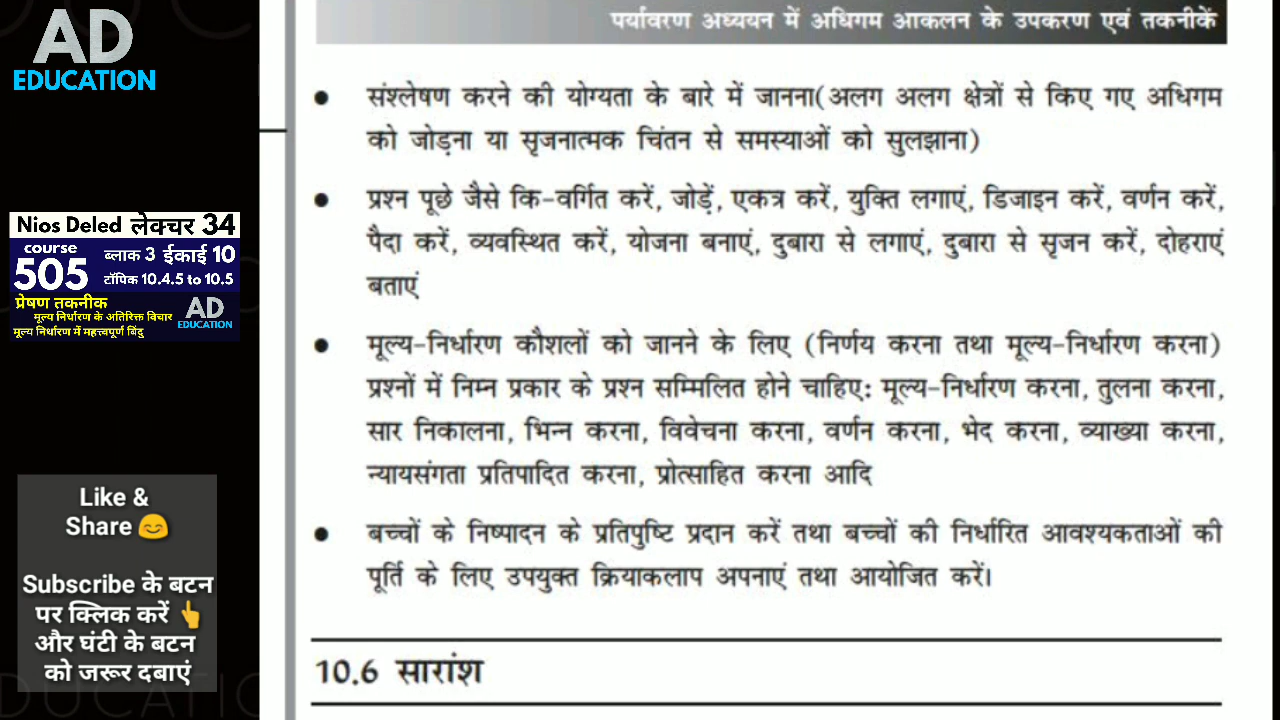 AD
EDUCATION
Nios Deled लेक्चर 34
course
505
ब्लाक 3 ईकाई 10
टॉपिक 10.4.5 to 10.5
प्रेषण तकनीक
मूल्य निर्धारण के अतिरिक्त विचार
मूल्य निर्धारण में महत्त्वपूर्ण बिंदु
AD
EDUCATION
Like &
Share 😊
Subscribe के बटन
पर क्लिक करें 👆
और घंटी के बटन
को जरूर दबाएं
पर्यावरण अध्ययन में अधिगम आकलन के उपकरण एवं तकनीकें
● संश्लेषण करने की योग्यता के बारे में जानना(अलग अलग क्षेत्रों से किए गए अधिगम
को जोड़ना या सृजनात्मक चिंतन से समस्याओं को सुलझाना)
● प्रश्न पूछे जैसे कि-वर्गित करें, जोड़ें, एकत्र करें, युक्ति लगाएं, डिजाइन करें, वर्णन करें,
पैदा करें, व्यवस्थित करें, योजना बनाएं, दुबारा से लगाएं, दुबारा से सृजन करें, दोहराएं
बताएं
● मूल्य-निर्धारण कौशलों को जानने के लिए (निर्णय करना तथा मूल्य-निर्धारण करना)
प्रश्नों में निम्न प्रकार के प्रश्न सम्मिलित होने चाहिए: मूल्य-निर्धारण करना, तुलना करना,
सार निकालना, भिन्न करना, विवेचना करना, वर्णन करना, भेद करना, व्याख्या करना,
न्यायसंगता प्रतिपादित करना, प्रोत्साहित करना आदि
● बच्चों के निष्पादन के प्रतिपुष्टि प्रदान करें तथा बच्चों की निर्धारित आवश्यकताओं की
पूर्ति के लिए उपयुक्त क्रियाकलाप अपनाएं तथा आयोजित करें।
10.6 सारांश